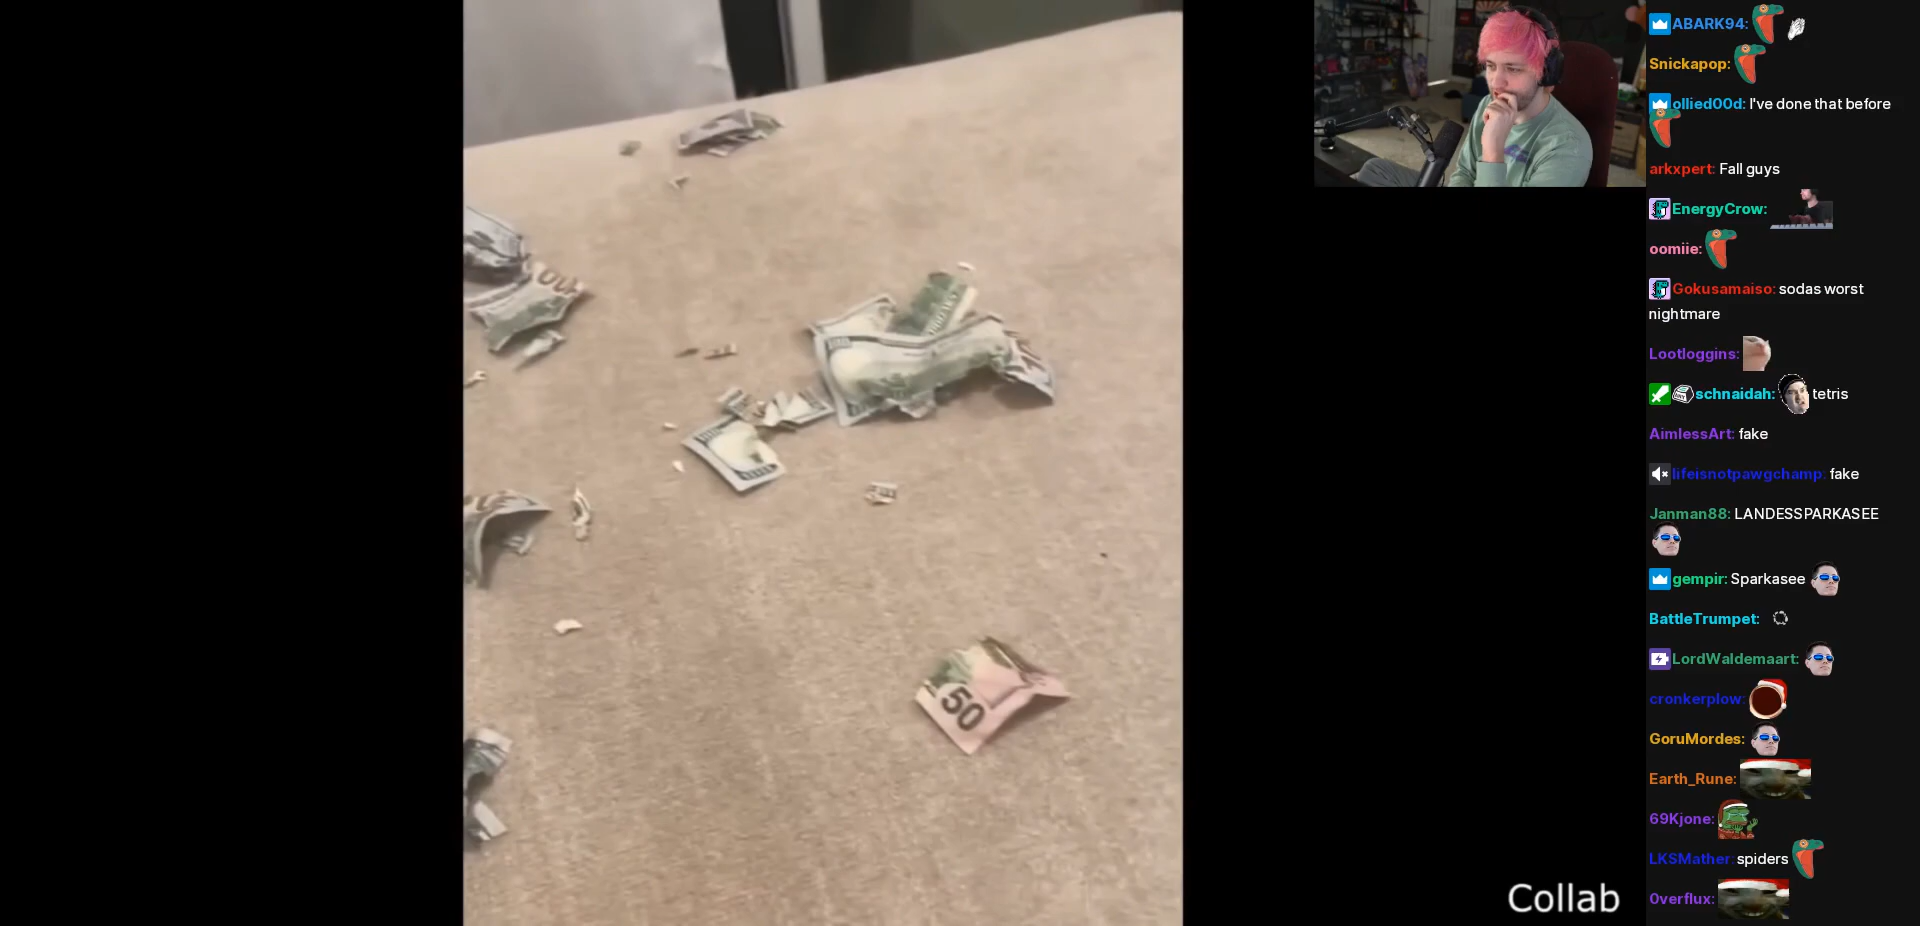 ABARK94:
Snickapop:
ollied00d: I've done that before
arkxpert: Fall guys
EnergyCrow:
oomiie:
Gokusamaiso: sodas worst
nightmare
Lootloggins:
schnaidah: tetris
AimlessArt: fake
lifeisnotpawgchamp: fake
Janman88: LANDESSPARKASEE
gempir: Sparkasee
BattleTrumpet:
LordWaldemaart:
cronkerplow:
GoruMordes:
Earth_Rune:
69Kjone:
LKSMather: spiders
0verflux:
50
Collab